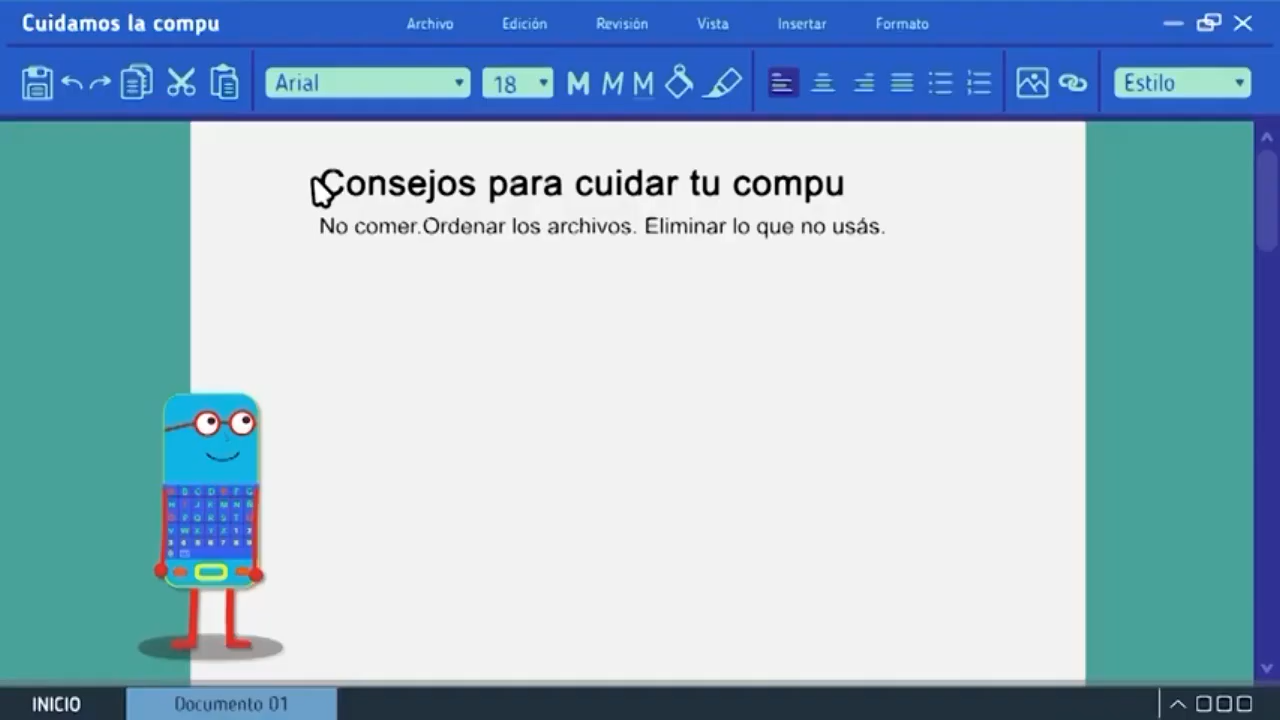 Cuidamos la compu
Archivo Edición Revisión Vista Insertar Formato
Arial 18 M M M Estilo
Consejos para cuidar tu compu
No comer.Ordenar los archivos. Eliminar lo que no usás.
INICIO Documento 01